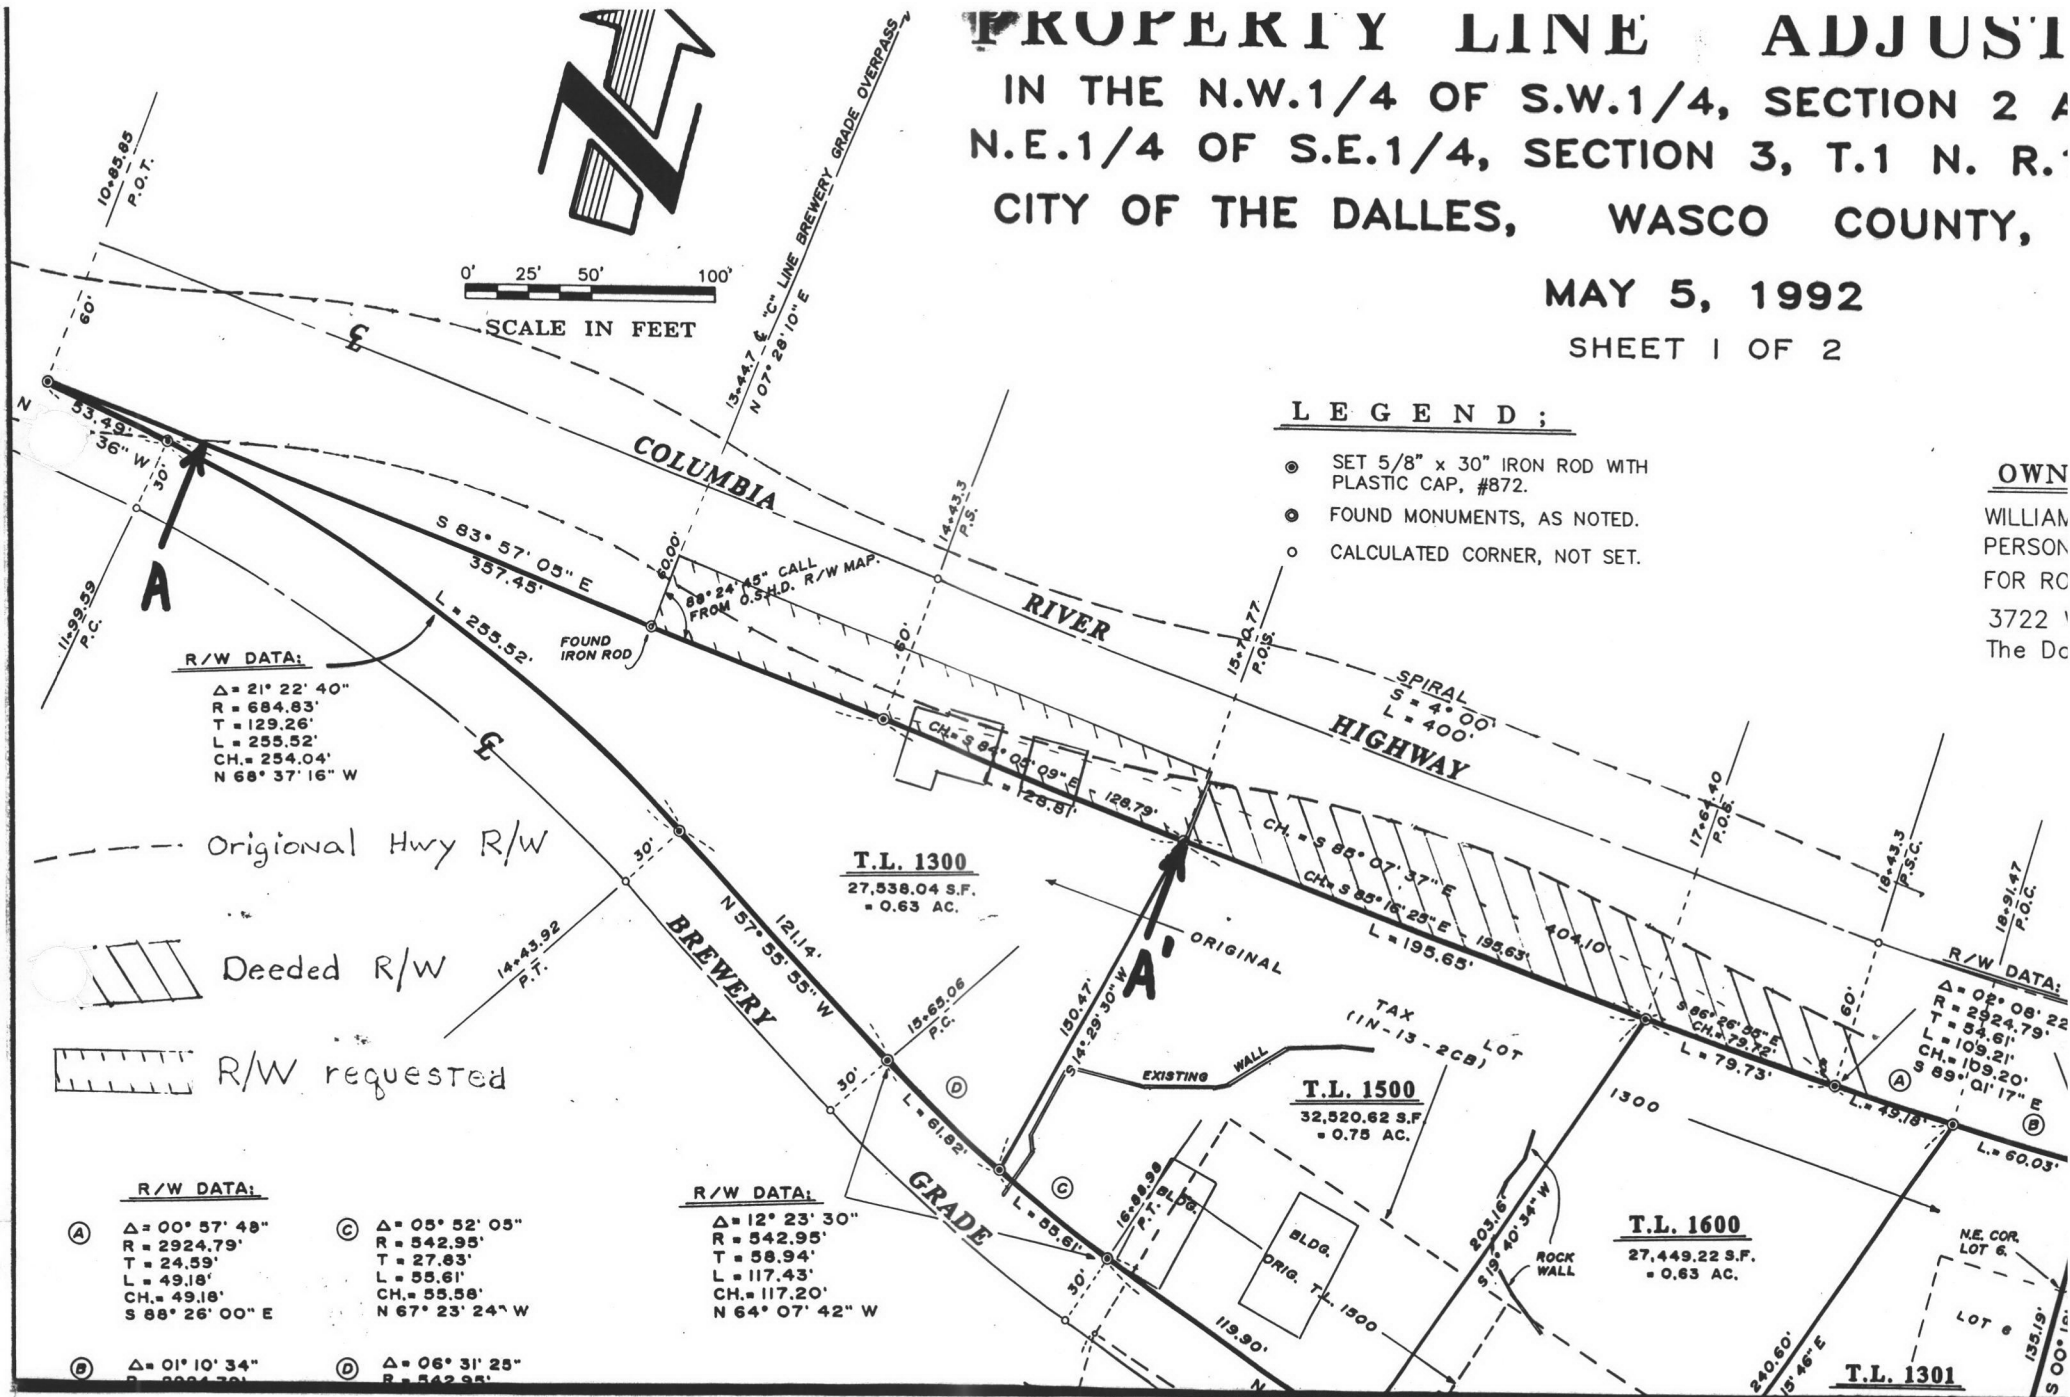 PROPERTY LINE ADJUST
IN THE N.W.1/4 OF S.W.1/4, SECTION 2
N.E.1/4 OF S.E.1/4, SECTION 3, T.1 N. R.
CITY OF THE DALLES, WASCO COUNTY,
MAY 5, 1992
SHEET 1 OF 2
10+85.85
P.O.T.
60'
0' 25' 50' 100'
SCALE IN FEET
13+44.7 ℄ "C" LINE BREWERY GRADE OVERPASS
N 07° 28' 10" E
L E G E N D ;
SET 5/8" x 30" IRON ROD WITH
PLASTIC CAP, #872.
FOUND MONUMENTS, AS NOTED.
CALCULATED CORNER, NOT SET.
OWN
WILLIAM
PERSON
FOR RO
3722
The Da
℄
COLUMBIA
RIVER
HIGHWAY
N
53.49'
36" W
30'
A
11+99.59
P.C.
S 83° 57' 05" E
357.45'
L = 255.52'
60.00'
88° 24' 45" CALL
FROM O.S.H.D. R/W MAP.
FOUND
IRON ROD
14+43.3
P.S.
60'
15+70.77
P.O.S.
SPIRAL
S = 4° 00'
L = 400'
17+64.40
P.O.S.
18+43.3
P.S.C.
18+91.47
P.O.C.
60'
R/W DATA:
Δ = 21° 22' 40"
R = 684.83'
T = 129.26'
L = 255.52'
CH. = 254.04'
N 68° 37' 16" W
℄
CH. = S 84° 05' 09" E
128.79'
L = 128.81'
CH. = S 85° 07' 37" E
404.10'
CH. = S 85° 16' 25" E - 195.63'
L = 195.65'
S 86° 26' 55" E
CH. = 79.72'
L = 79.73'
R/W DATA:
Δ = 02° 08' 22
R = 2924.79'
T = 54.61'
L = 109.21'
CH. = 109.20'
S 89° 01' 17" E
A
L = 49.18'
B
L = 60.03'
Origional Hwy R/W
Deeded R/W
R/W requested
T.L. 1300
27,538.04 S.F.
= 0.63 AC.
30'
14+43.92
P.T.
121.14'
N 57° 55' 55" W
BREWERY
GRADE
15+65.06
P.C.
30'
D
L = 61.82'
A'
ORIGINAL
TAX LOT
(1N-13-2CB)
1300
150.47'
S 14° 29' 30" W
EXISTING WALL
T.L. 1500
32,520.62 S.F.
= 0.75 AC.
C
L = 55.61'
16+88.98
P.T.
BLDG.
BLDG.
ORIG. T.L. 1500
30'
119.90'
N
203.16'
S 19° 40' 34" W
ROCK
WALL
T.L. 1600
27,449.22 S.F.
= 0.63 AC.
N.E. COR.
LOT 6.
LOT 6
135.19'
S 00°
240.60'
15' 46" E
T.L. 1301
R/W DATA:
A
Δ = 00° 57' 48"
R = 2924.79'
T = 24.59'
L = 49.18'
CH. = 49.18'
S 88° 26' 00" E
C
Δ = 05° 52' 05"
R = 542.95'
T = 27.83'
L = 55.61'
CH. = 55.58'
N 67° 23' 24" W
R/W DATA:
Δ = 12° 23' 30"
R = 542.95'
T = 58.94'
L = 117.43'
CH. = 117.20'
N 64° 07' 42" W
B
Δ = 01° 10' 34"
R = 2924.79'
D
Δ = 06° 31' 25"
R = 542.95'